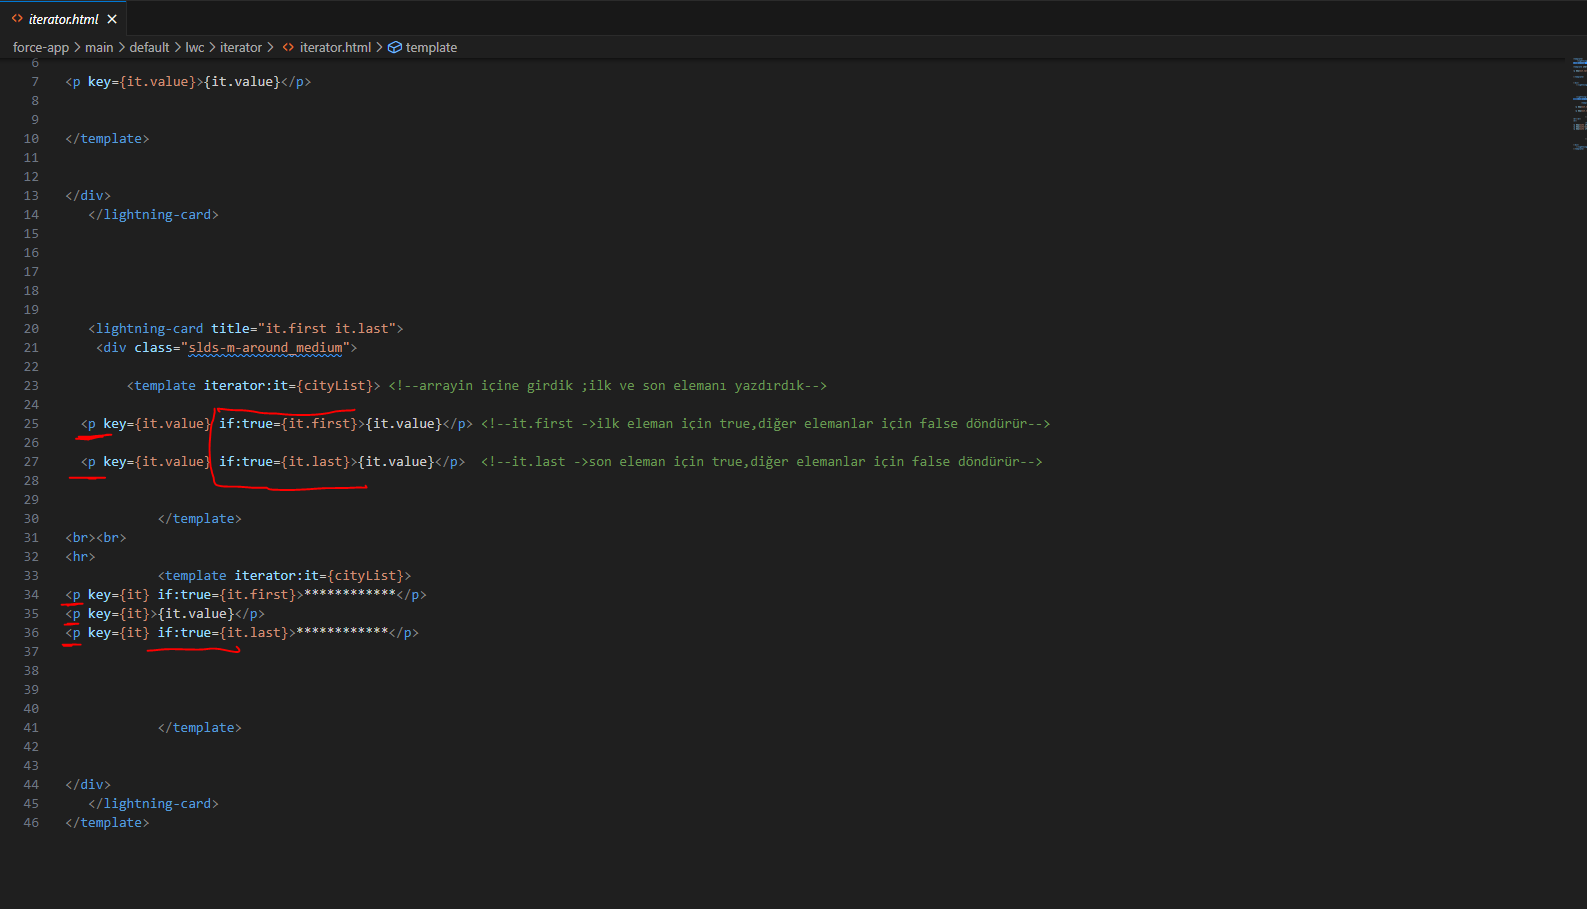 iterator.html
force-app > main > default > lwc > iterator > iterator.html > template
6
7 <p key={it.value}>{it.value}</p>
8
9
10 </template>
11
12
13 </div>
14 </lightning-card>
15
16
17
18
19
20 <lightning-card title="it.first it.last">
21 <div class="slds-m-around_medium">
22
23 <template iterator:it={cityList}> <!--arrayin içine girdik ;ilk ve son elemanı yazdırdık-->
24
25 <p key={it.value} if:true={it.first}>{it.value}</p> <!--it.first ->ilk eleman için true,diğer elemanlar için false döndürür-->
26
27 <p key={it.value} if:true={it.last}>{it.value}</p> <!--it.last ->son eleman için true,diğer elemanlar için false döndürür-->
28
29
30 </template>
31 <br><br>
32 <hr>
33 <template iterator:it={cityList}>
34 <p key={it} if:true={it.first}>************</p>
35 <p key={it}>{it.value}</p>
36 <p key={it} if:true={it.last}>************</p>
37
38
39
40
41 </template>
42
43
44 </div>
45 </lightning-card>
46 </template>